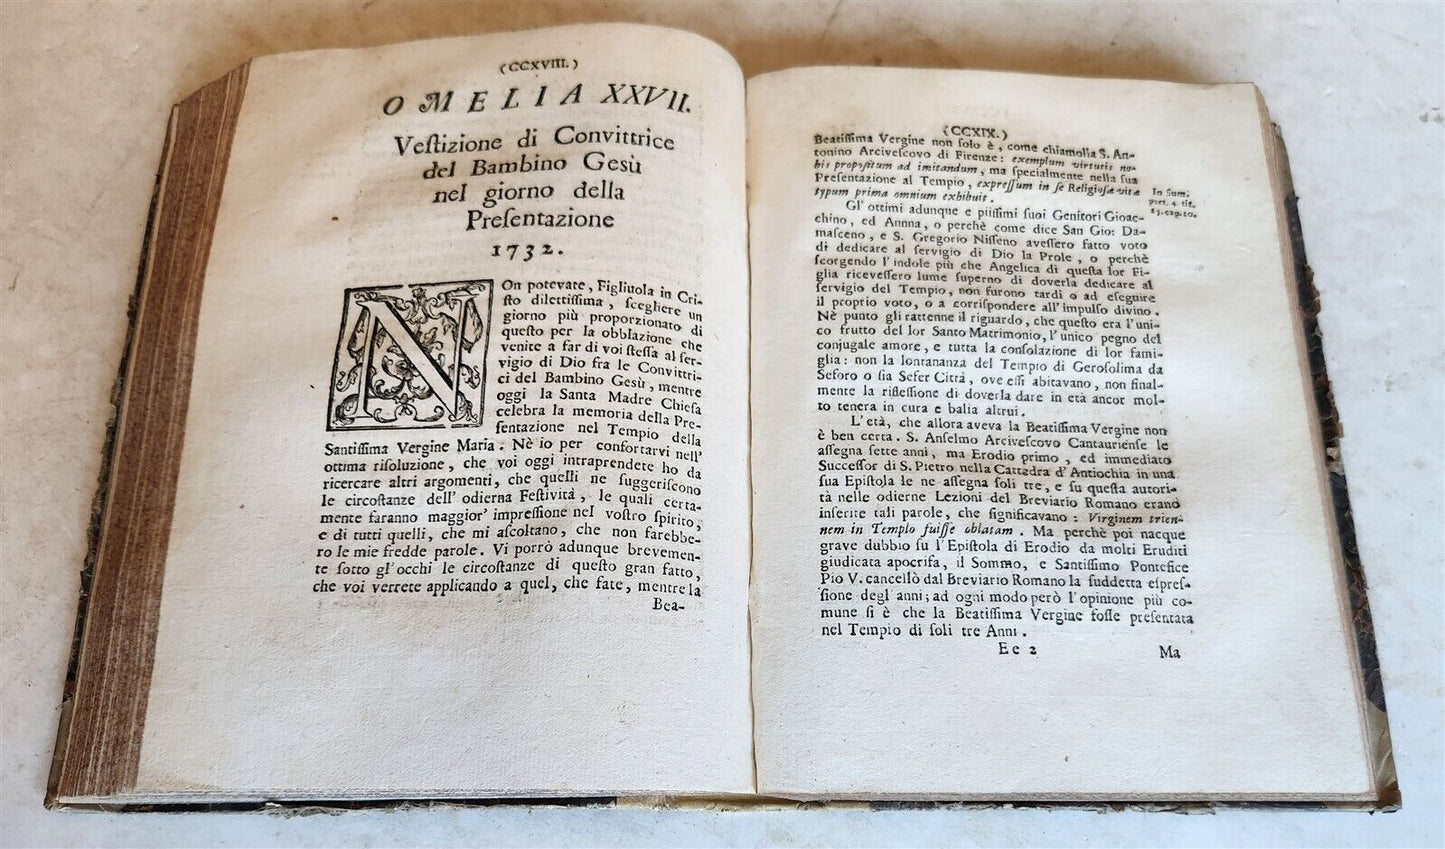 (CCXVIII.)
OMELIA XXVII.
Veſtizione di Convittrice
del Bambino Gesù
nel giorno della
Preſentazione
1732.
NOn potevate, Figliuola in Cri-
ſto dilettiſſima, ſcegliere un
giorno più proporzionato di
queſto per la obblazione che
venite a far di voi ſteſſa al ſer-
vigio di Dio fra le Convittri-
ci del Bambino Gesù, mentre
oggi la Santa Madre Chieſa
celebra la memoria della Pre-
ſentazione nel Tempio della
Santiſſima Vergine Maria. Nè io per confortarvi nell'
ottima riſoluzione, che voi oggi intraprendete ho da
ricercare altri argomenti, che quelli ne ſuggeriſcono
le circoſtanze dell' odierna Feſtività, le quali certa-
mente faranno maggior' impreſſione nel voſtro ſpirito,
e di tutti quelli, che mi aſcoltano, che non farebbe-
ro le mie fredde parole. Vi porrò adunque brevemen-
te ſotto gl'occhi le circoſtanze di queſto gran fatto,
che voi verrete applicando a quel, che fate, mentre la
Bea-
(CCXIX.)
Beatiſſima Vergine non ſolo è, come chiamolla S. An-
tonino Arciveſcovo di Firenze: exemplum virtutis no-
bis propoſitum ad imitandum, ma ſpecialmente nella ſua
Preſentazione al Tempio, expreſſum in ſe Religioſæ vitæ
typum prima omnium exhibuit.
In Sum.
part. 4. tit.
15. cap. 10.
Gl' ottimi adunque e piiſſimi ſuoi Genitori Gioac-
chino, ed Annna, o perchè come dice San Gio: Da-
maſceno, e S. Gregorio Niſſeno aveſſero fatto voto
di dedicare al ſervigio di Dio la Prole, o perchè
ſcorgendo l' indole più che Angelica di queſta lor Fi-
glia riceveſſero lume ſuperno di doverla dedicare al
ſervigio del Tempio, non furono tardi o ad eſeguire
il proprio voto, o a corriſpondere all' impulſo divino.
Nè punto gli rattenne il riguardo, che queſto era l'uni-
co frutto del lor Santo Matrimonio, l'unico pegno del
conjugale amore, e tutta la conſolazione di lor fami-
glia: non la lontananza del Tempio di Geroſolima da
Seforo o ſia Sefer Città, ove eſſi abitavano, non final-
mente la rifleſſione di doverla dare in età ancor mol-
to tenera in cura e balia altrui.
L'età, che allora aveva la Beatiſſima Vergine non
è ben certa. S. Anſelmo Arciveſcovo Cantaurienſe le
aſſegna ſette anni, ma Erodio primo, ed immediato
Succeſſor di S. Pietro nella Cattedra d' Antiochia in una
ſua Epiſtola le ne aſſegna ſoli tre, e ſu queſta autori-
tà nelle odierne Lezioni del Breviario Romano erano
inſerite tali parole, che ſignificavano: Virginem trien-
nem in Templo fuiſſe oblatam. Ma perchè poi nacque
grave dubbio ſu l' Epiſtola di Erodio da molti Eruditi
giudicata apocrifa, il Sommo, e Santiſſimo Pontefice
Pio V. cancellò dal Breviario Romano la ſuddetta eſpreſ-
ſione degl' anni; ad ogni modo però l'opinione più co-
mune ſi è che la Beatiſſima Vergine foſſe preſentata
nel Tempio di ſoli tre Anni.
Ee 2
Ma